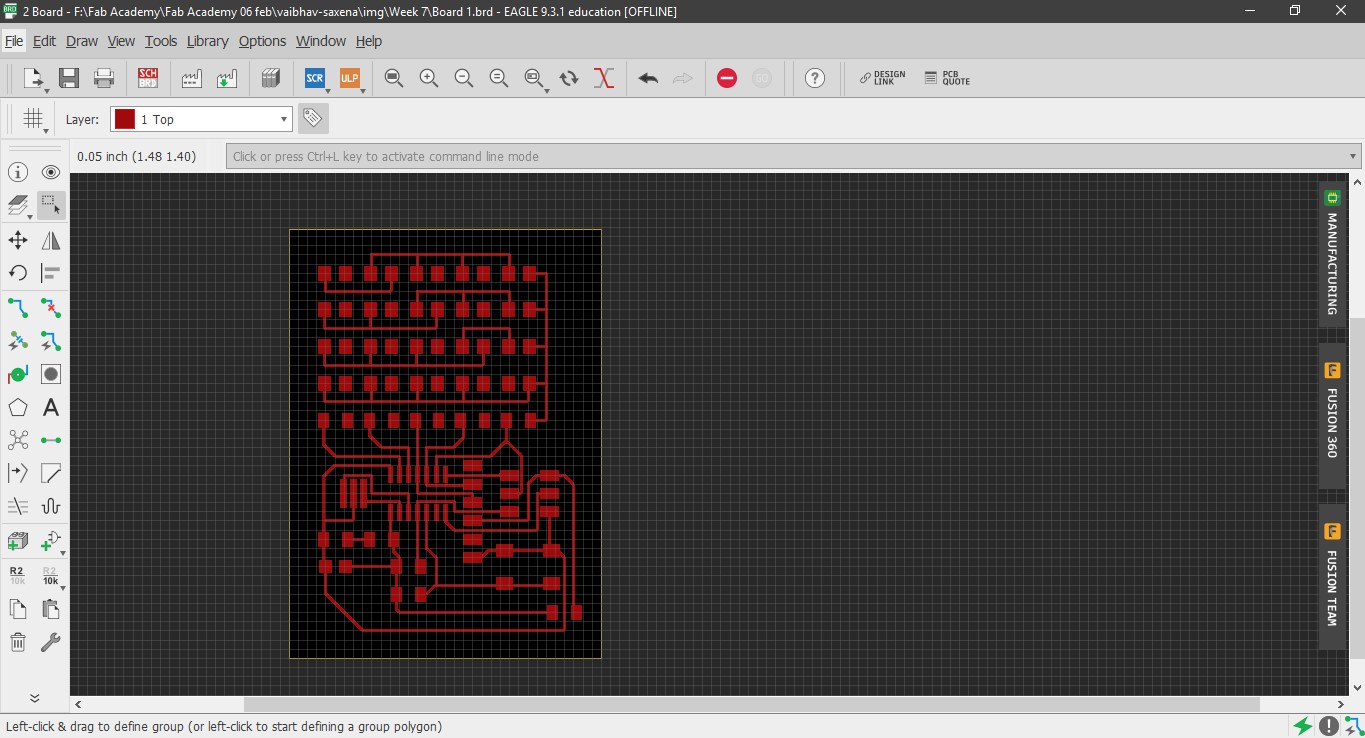 BRD
2 Board - F:\Fab Academy\Fab Academy 06 feb\vaibhav-saxena\img\Week 7\Board 1.brd - EAGLE 9.3.1 education [OFFLINE]
File Edit Draw View Tools Library Options Window Help
SCH BRD SCR ULP GO ? DESIGN LINK PCB QUOTE
Layer: 1 Top
0.05 inch (1.48 1.40) Click or press Ctrl+L key to activate command line mode
MANUFACTURING
F FUSION 360
F FUSION TEAM
A
R2 10k R2 10k
Left-click & drag to define group (or left-click to start defining a group polygon)